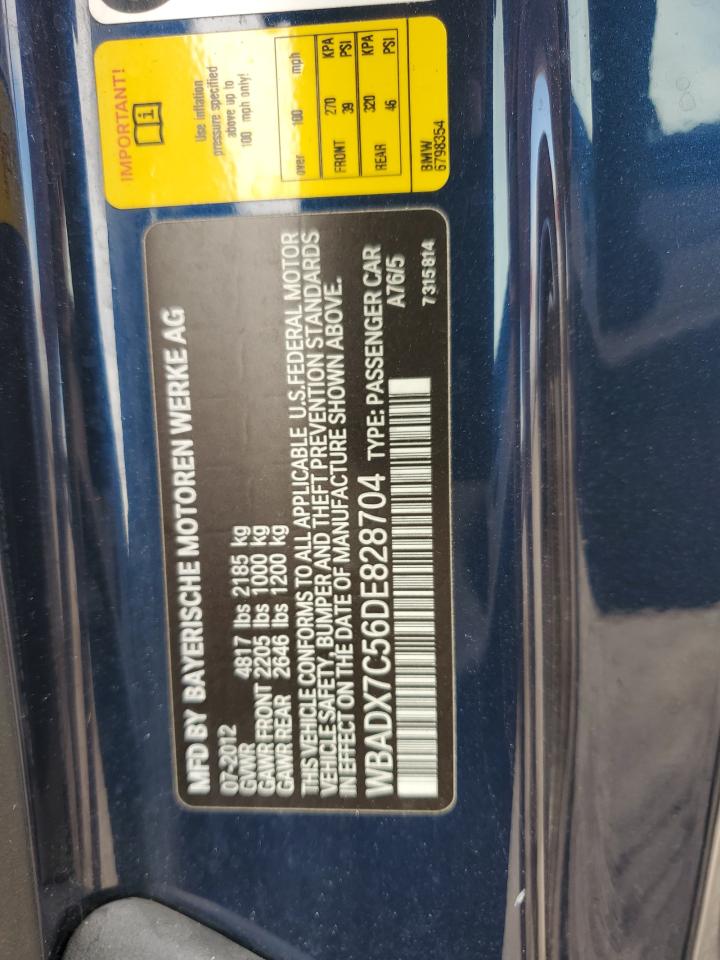 IMPORTANT!
i
Use inflation
pressure specified
above up to
100 mph only!
over 100 mph
270 KPA
FRONT 39 PSI
320 KPA
REAR 46 PSI
BMW
6798354
MFD BY BAYERISCHE MOTOREN WERKE AG
07-2012
GVWR 4817 lbs 2185 kg
GAWR FRONT 2205 lbs 1000 kg
GAWR REAR 2646 lbs 1200 kg
THIS VEHICLE CONFORMS TO ALL APPLICABLE U.S.FEDERAL MOTOR
VEHICLE SAFETY, BUMPER AND THEFT PREVENTION STANDARDS
IN EFFECT ON THE DATE OF MANUFACTURE SHOWN ABOVE.
WBADX7C56DE828704 TYPE: PASSENGER CAR
A76/5
7315814